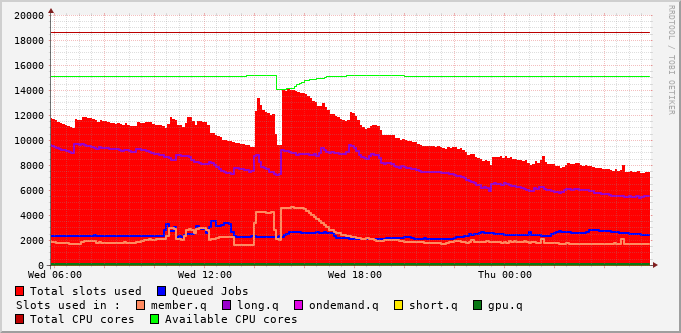 20000
18000
16000
14000
12000
10000
8000
6000
4000
2000
0
Wed 06:00 Wed 12:00 Wed 18:00 Thu 00:00
Total slots used Queued Jobs
Slots used in : member.q long.q ondemand.q short.q gpu.q
Total CPU cores Available CPU cores
RRDTOOL / TOBI OETIKER